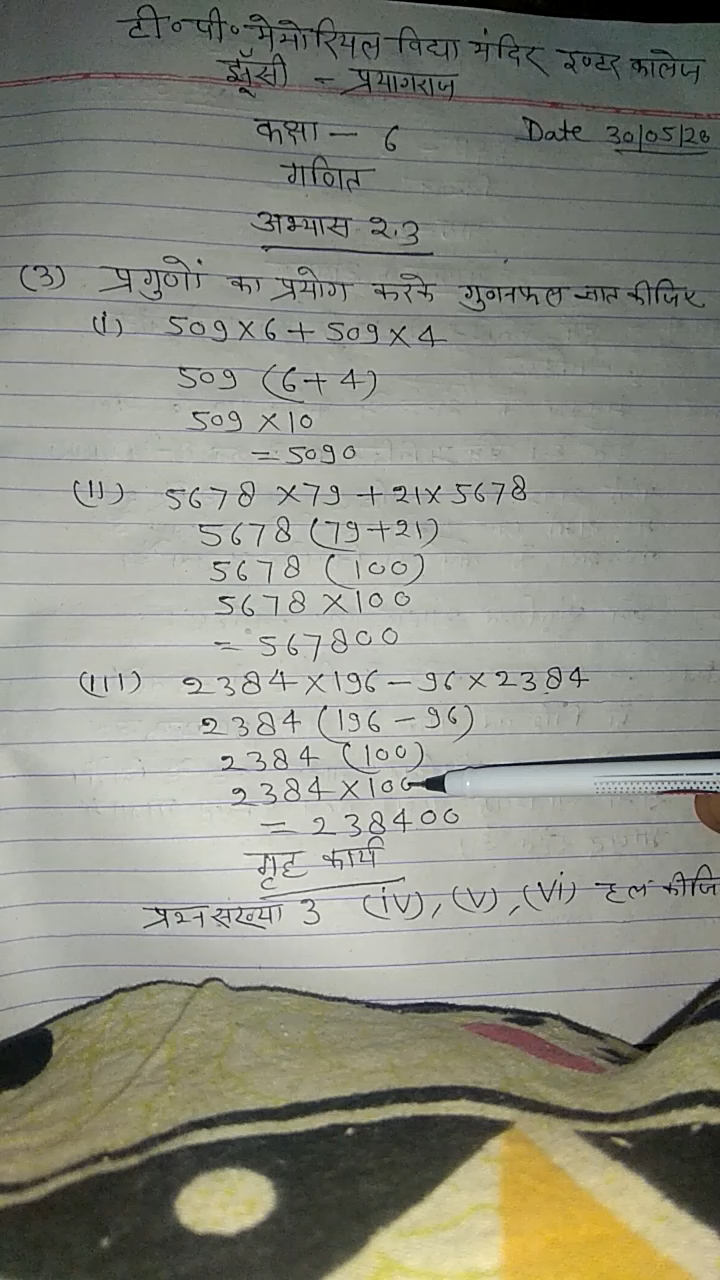 टी०पी०मेमोरियल विद्या मंदिर इण्टर कालेज
झूँसी - प्रयागराज
कक्षा - 6 Date 30/05/20
गणित
अभ्यास २.3
(3) प्रगुणों का प्रयोग करके गुणनफल ज्ञात कीजिए
(i) 509 × 6 + 509 × 4
509 (6 + 4)
509 × 10
= 5090
(ii) 5678 × 79 + 21 × 5678
5678 (79 + 21)
5678 (100)
5678 × 100
= 567800
(iii) 2384 × 196 - 96 × 2384
2384 (196 - 96)
2384 (100)
2384 × 100
= 238400
गृह कार्य
प्रश्न संख्या 3 (iv), (v), (vi) हल कीजि